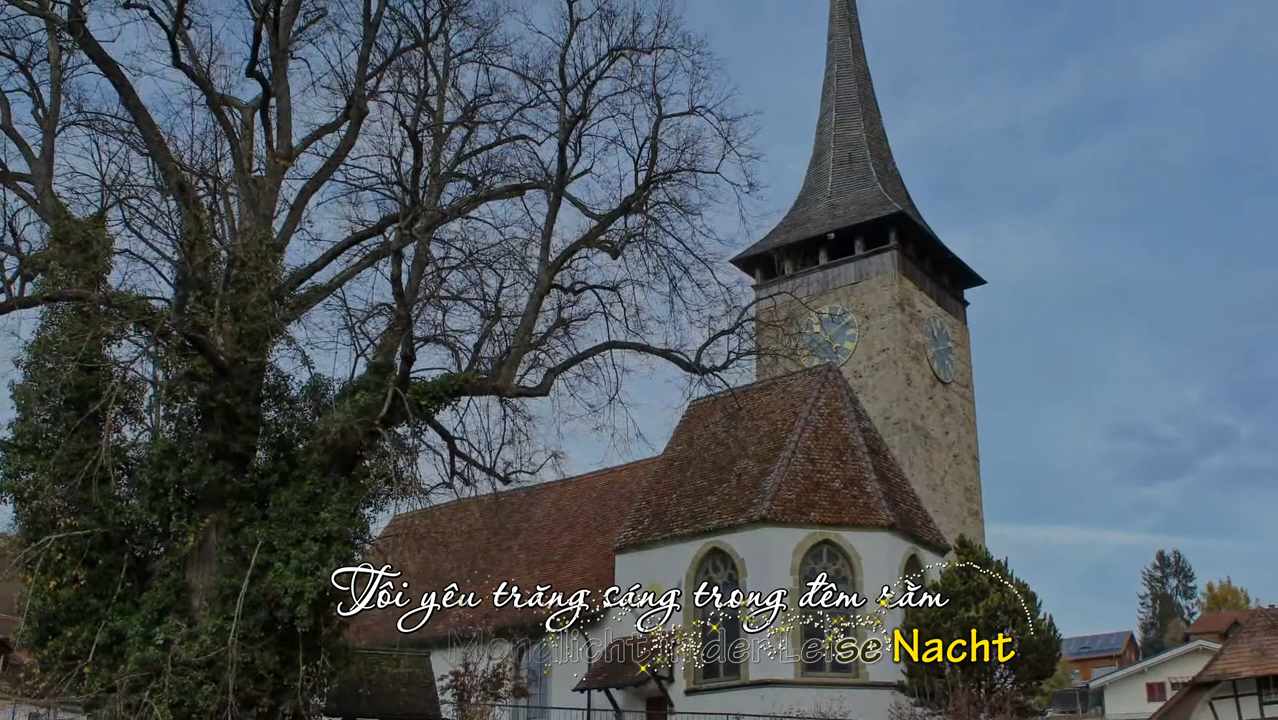 Tôi yêu trăng sáng trong đêm rằm
Mondlicht in der Leise Nacht